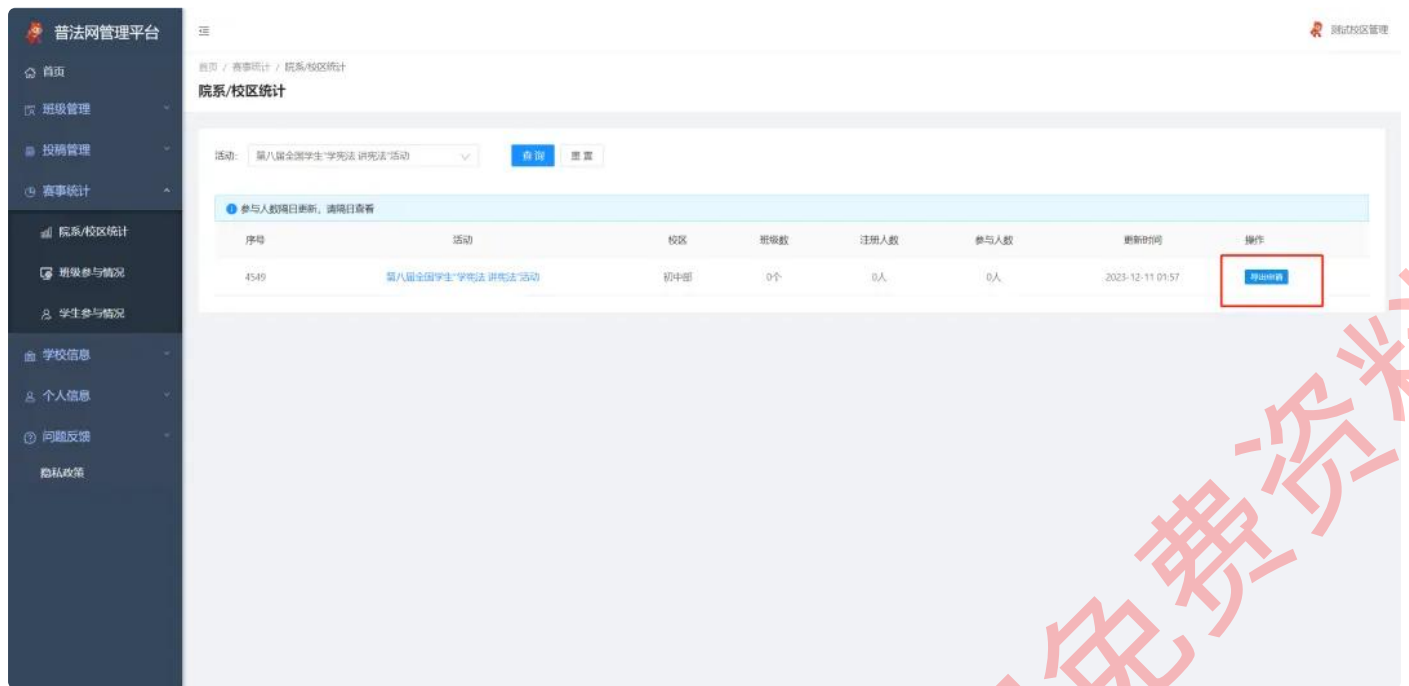 普法网管理平台
测试校区管理
首页
首页 / 赛事统计 / 院系/校区统计
院系/校区统计
班级管理
投稿管理
活动: 第八届全国学生"学宪法 讲宪法"活动 查询 重置
赛事统计
参与人数隔日更新，请隔日查看
院系/校区统计
序号 活动 校区 班级数 注册人数 参与人数 更新时间 操作
班级参与情况
4549 第八届全国学生"学宪法 讲宪法"活动 初中部 0个 0人 0人 2023-12-11 01:57 导出申请
学生参与情况
学校信息
个人信息
问题反馈
隐私政策
免费资料